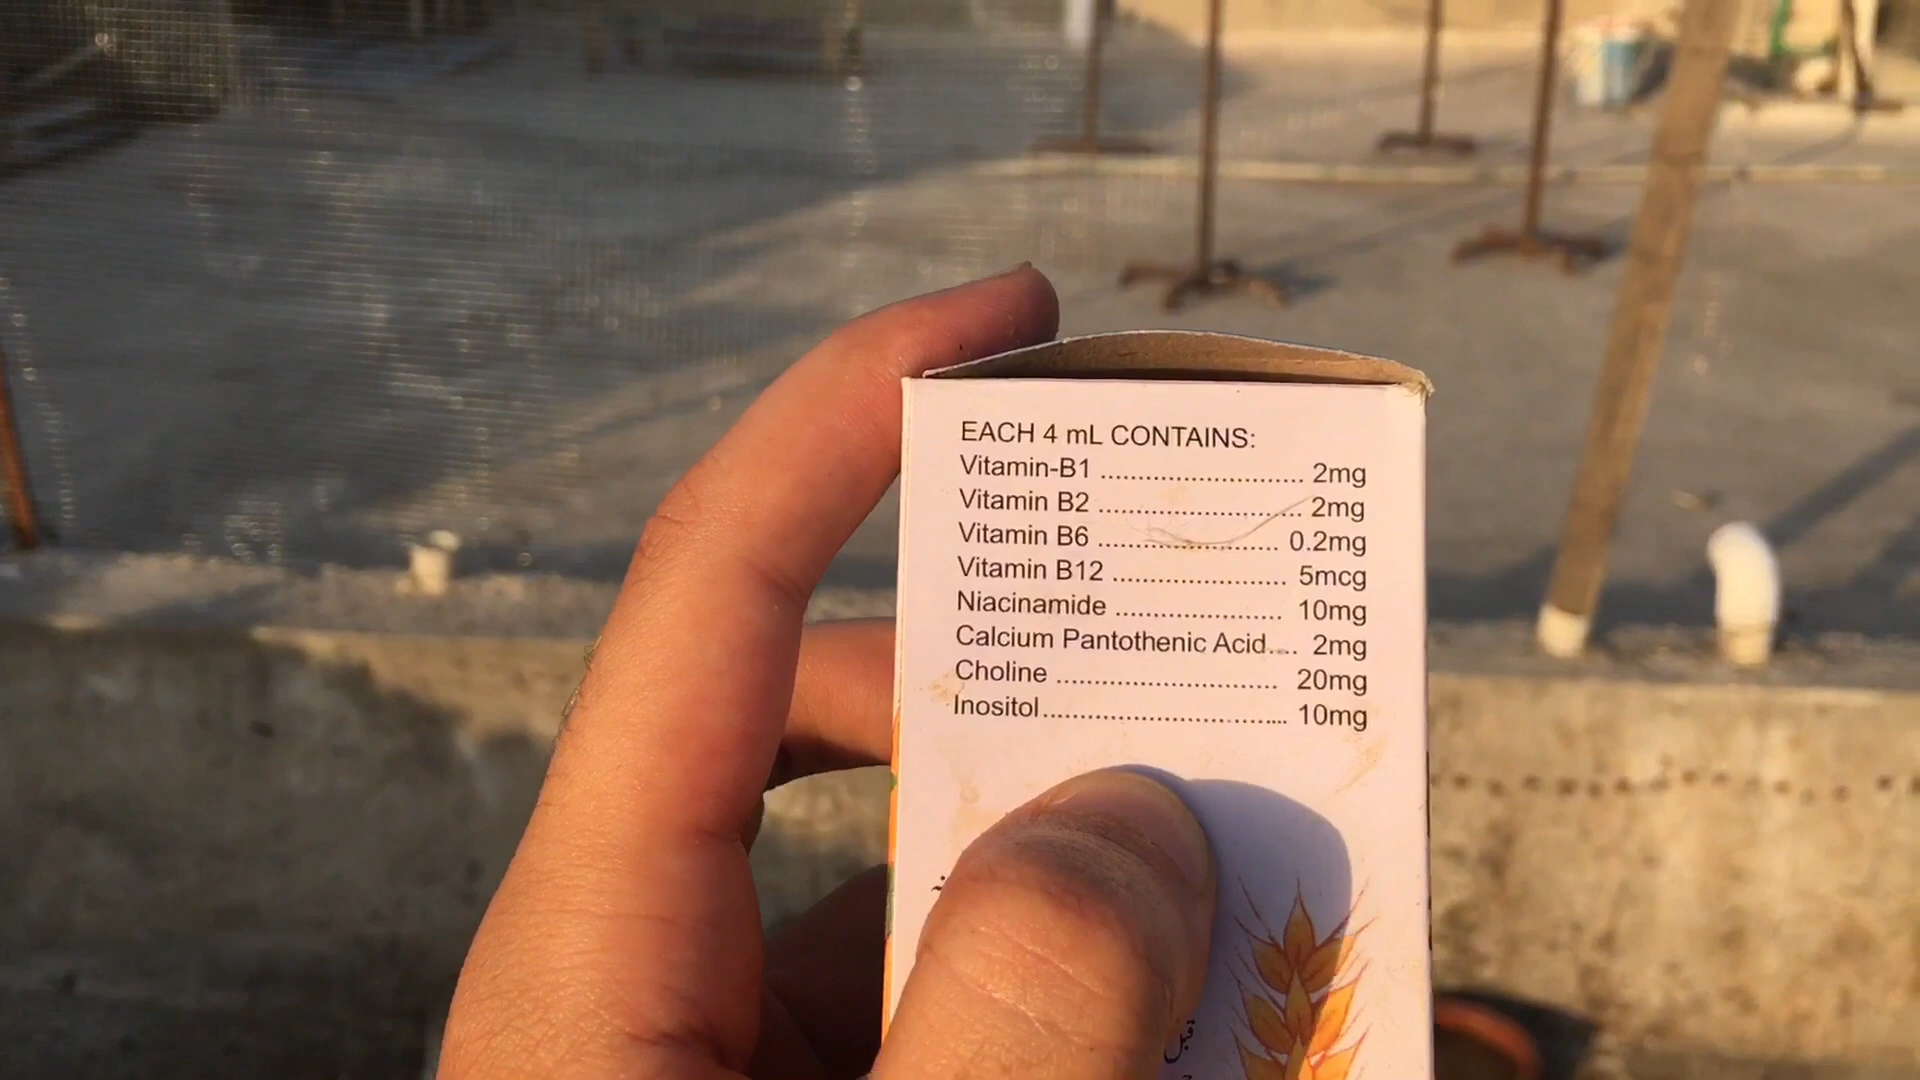 EACH 4 mL CONTAINS:
Vitamin-B1 ........................... 2mg
Vitamin B2 ........................... 2mg
Vitamin B6 ........................ 0.2mg
Vitamin B12 ....................... 5mcg
Niacinamide ...................... 10mg
Calcium Pantothenic Acid.... 2mg
Choline ............................. 20mg
Inositol................................ 10mg